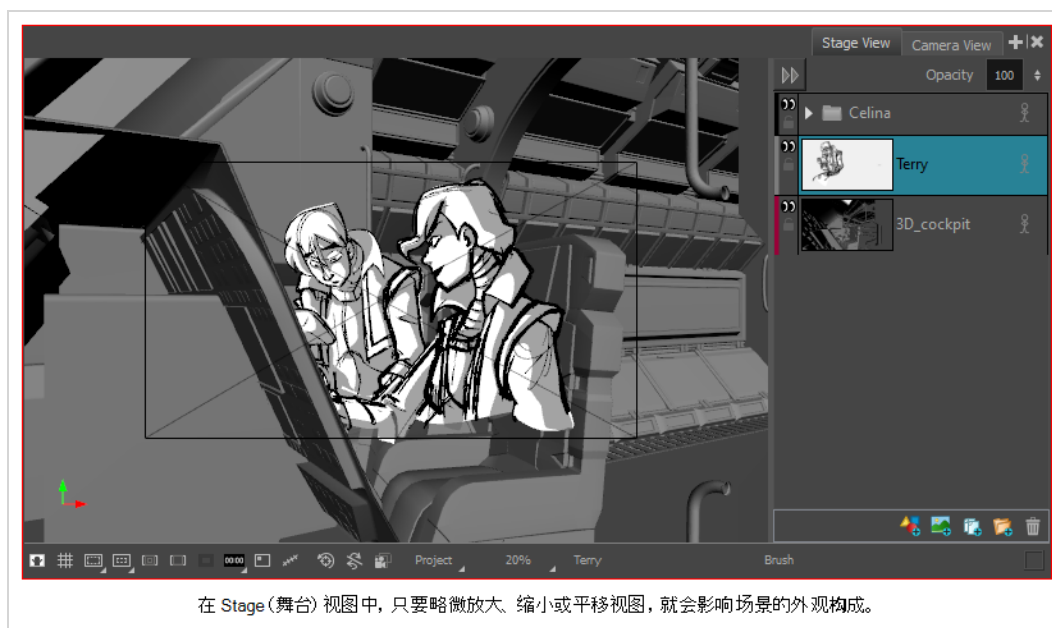 Stage View
Camera View
Opacity 100
Celina
Terry
3D_cockpit
00:00 Project 20% Terry Brush
在 Stage (舞台) 视图中, 只要略微放大、缩小或平移视图, 就会影响场景的外观构成。